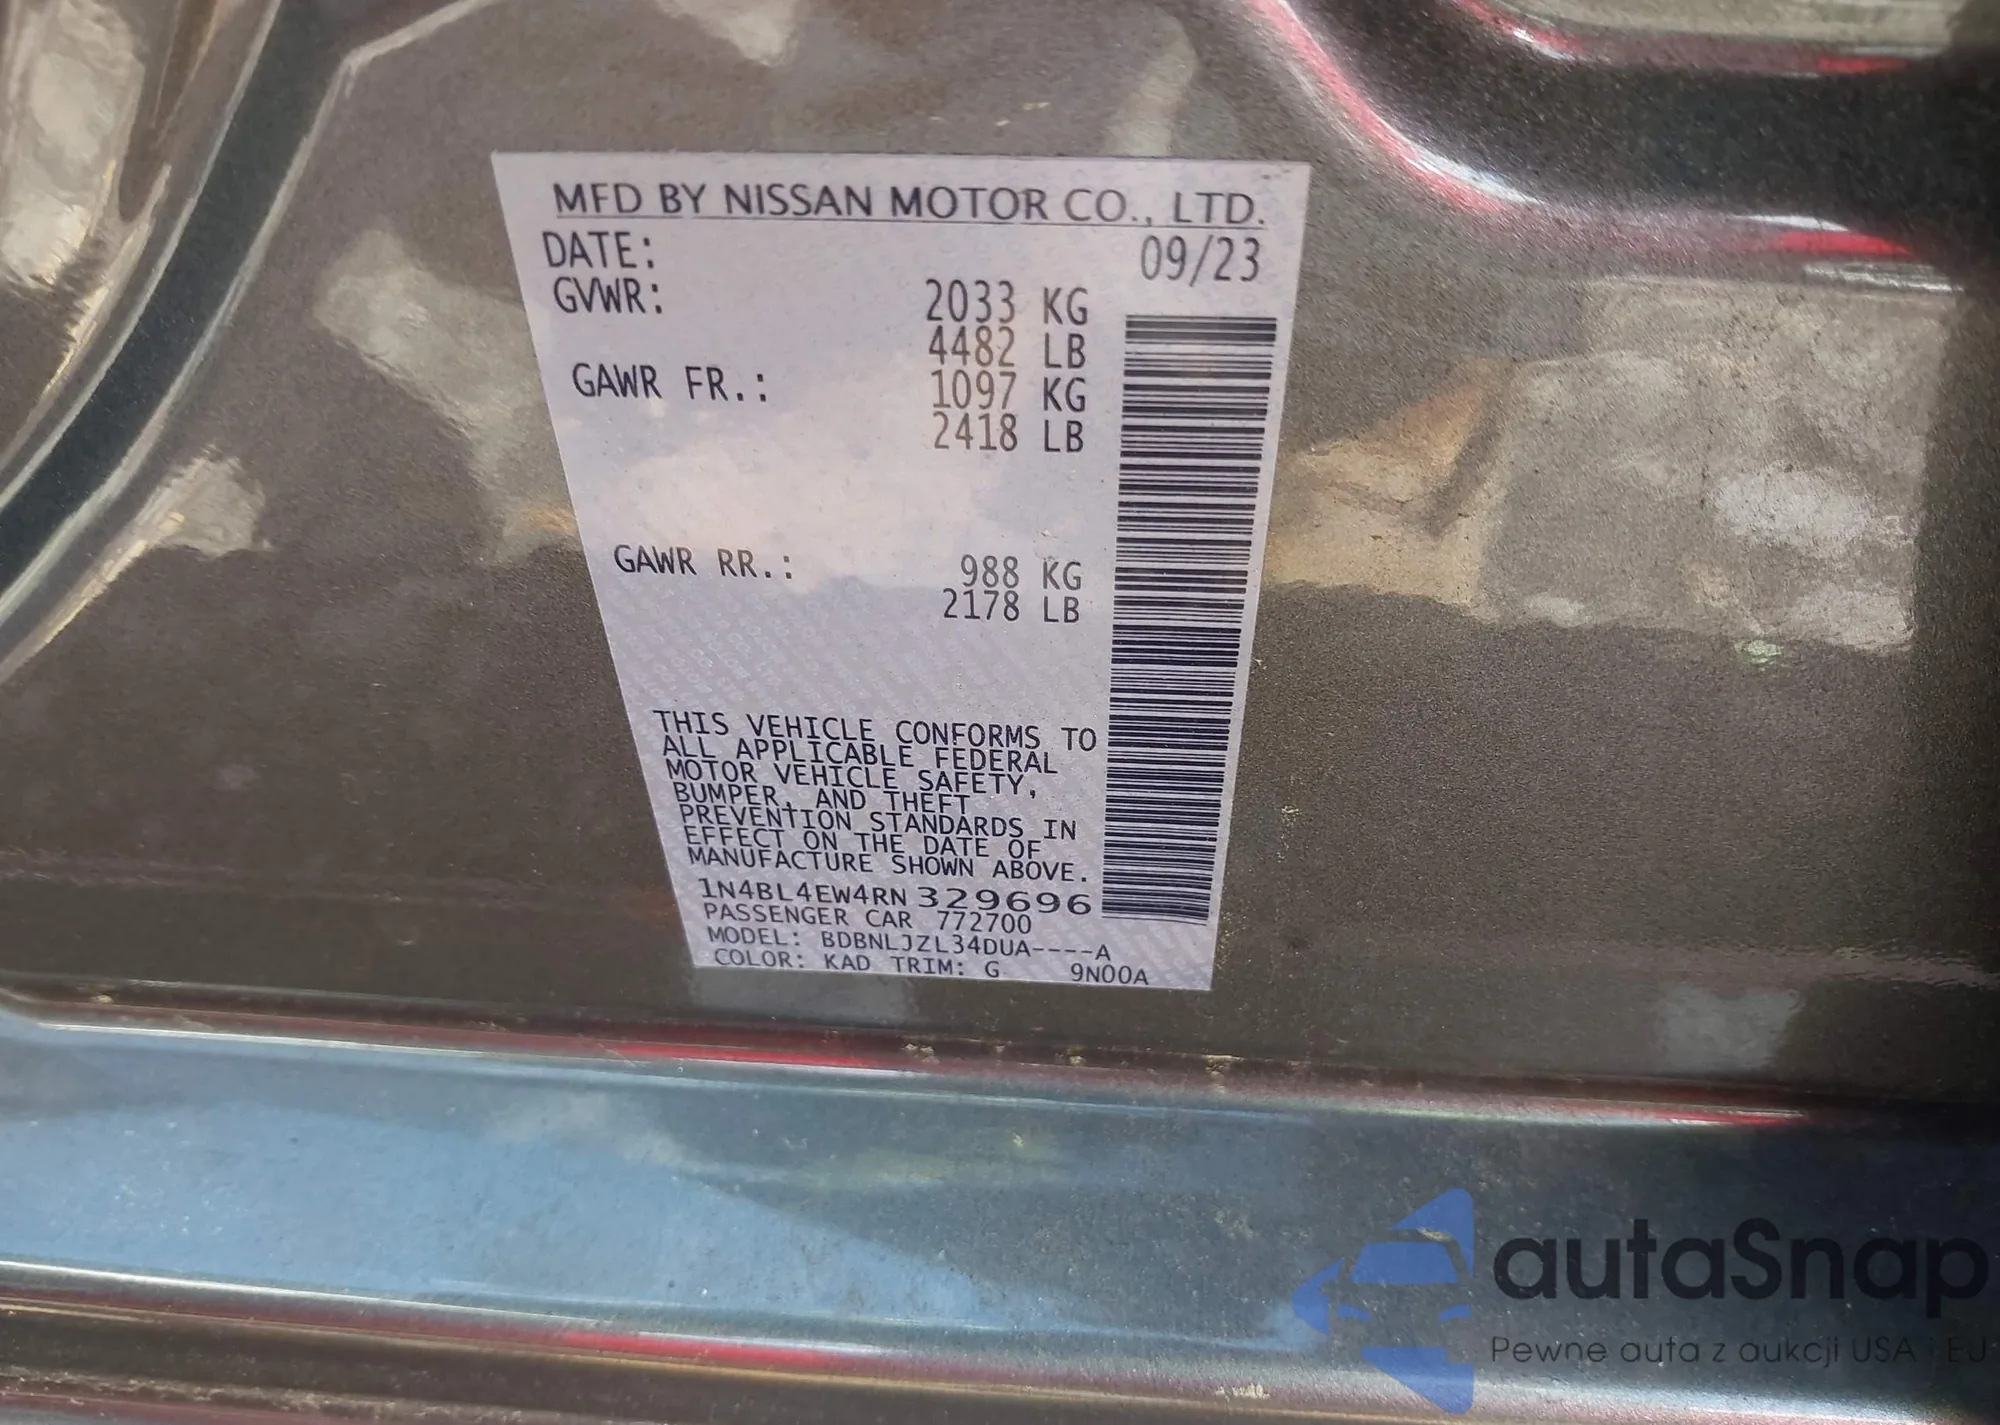 MFD BY NISSAN MOTOR CO., LTD.
DATE: 09/23
GVWR: 2033 KG
4482 LB
GAWR FR.: 1097 KG
2418 LB
GAWR RR.: 988 KG
2178 LB
THIS VEHICLE CONFORMS TO
ALL APPLICABLE FEDERAL
MOTOR VEHICLE SAFETY,
BUMPER, AND THEFT
PREVENTION STANDARDS IN
EFFECT ON THE DATE OF
MANUFACTURE SHOWN ABOVE.
1N4BL4EW4RN329696
PASSENGER CAR 772700
MODEL: BDBNLJZL34DUA----A
COLOR: KAD TRIM: G 9N00A
autaSnap
Pewne auta z aukcji USA i EU